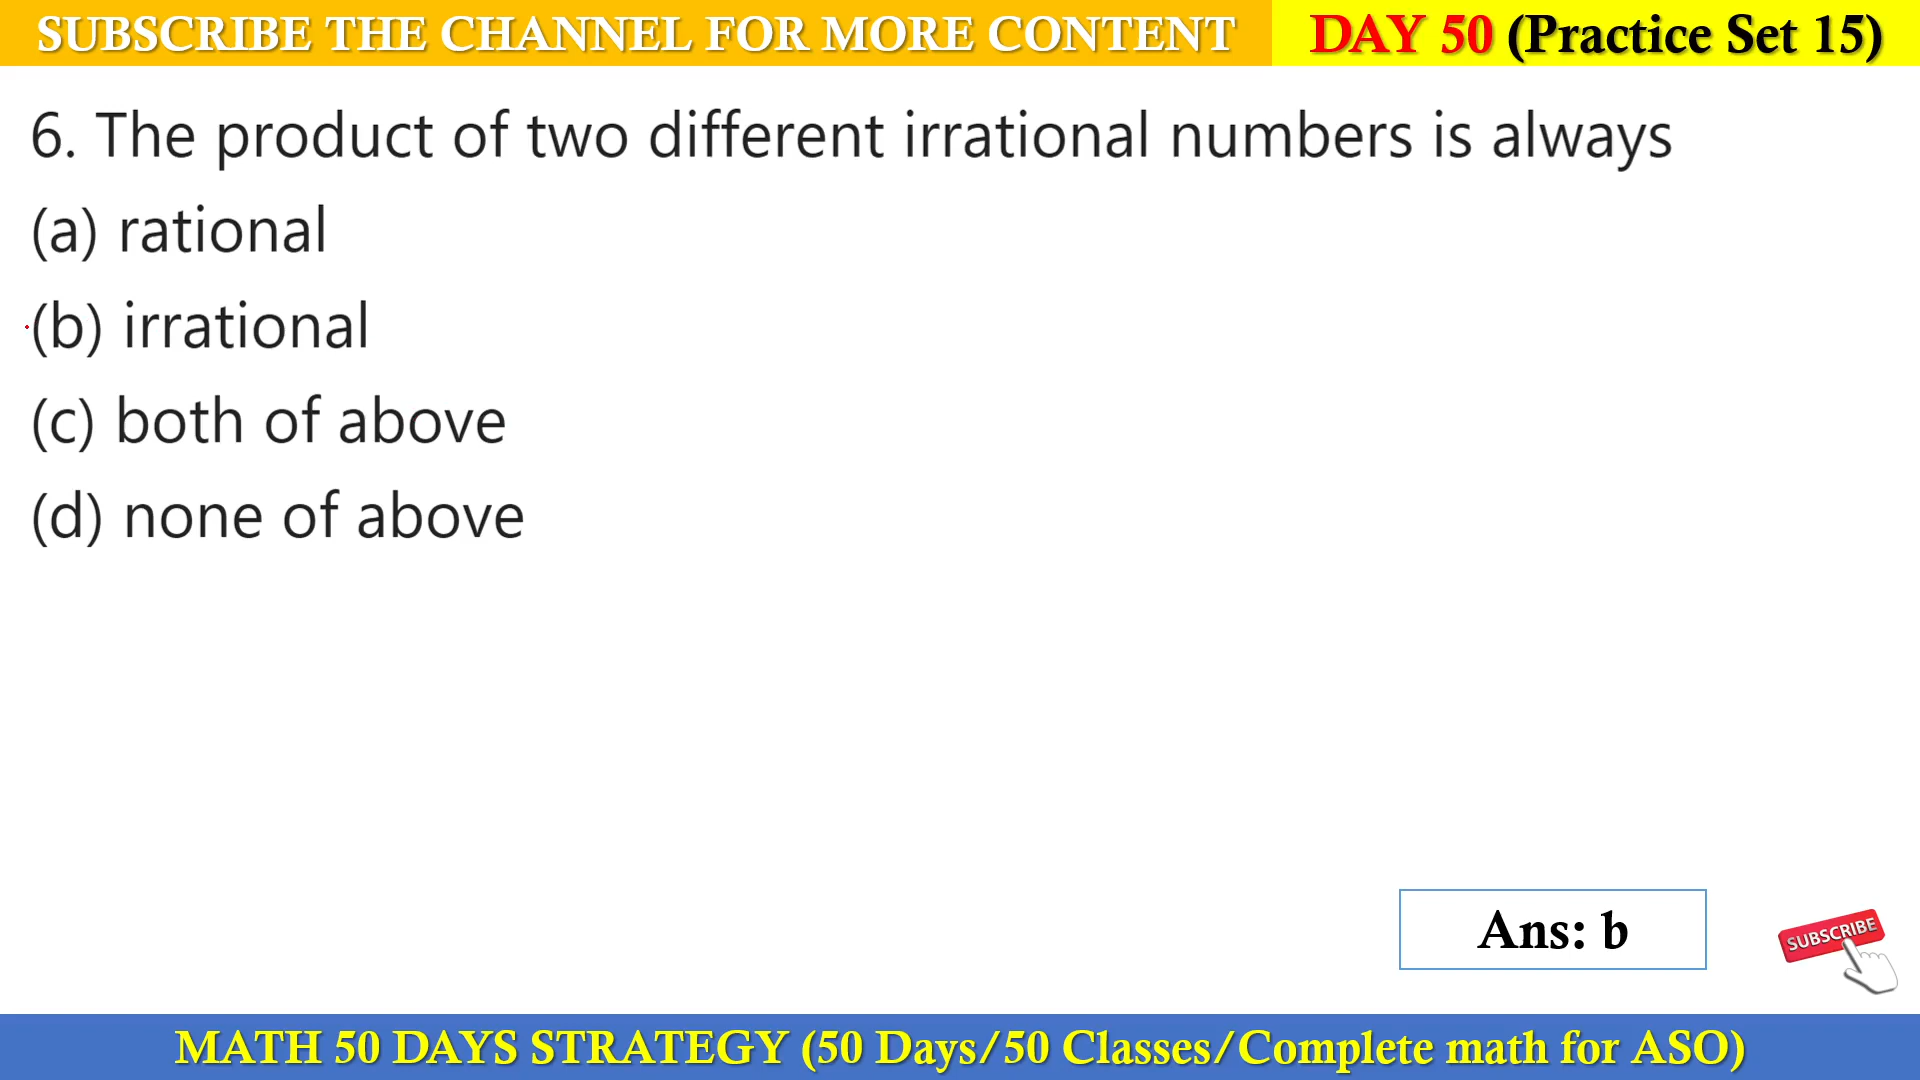 SUBSCRIBE THE CHANNEL FOR MORE CONTENT
DAY 50 (Practice Set 15)
6. The product of two different irrational numbers is always
(a) rational
(b) irrational
(c) both of above
(d) none of above
Ans: b
SUBSCRIBE
MATH 50 DAYS STRATEGY (50 Days/50 Classes/Complete math for ASO)